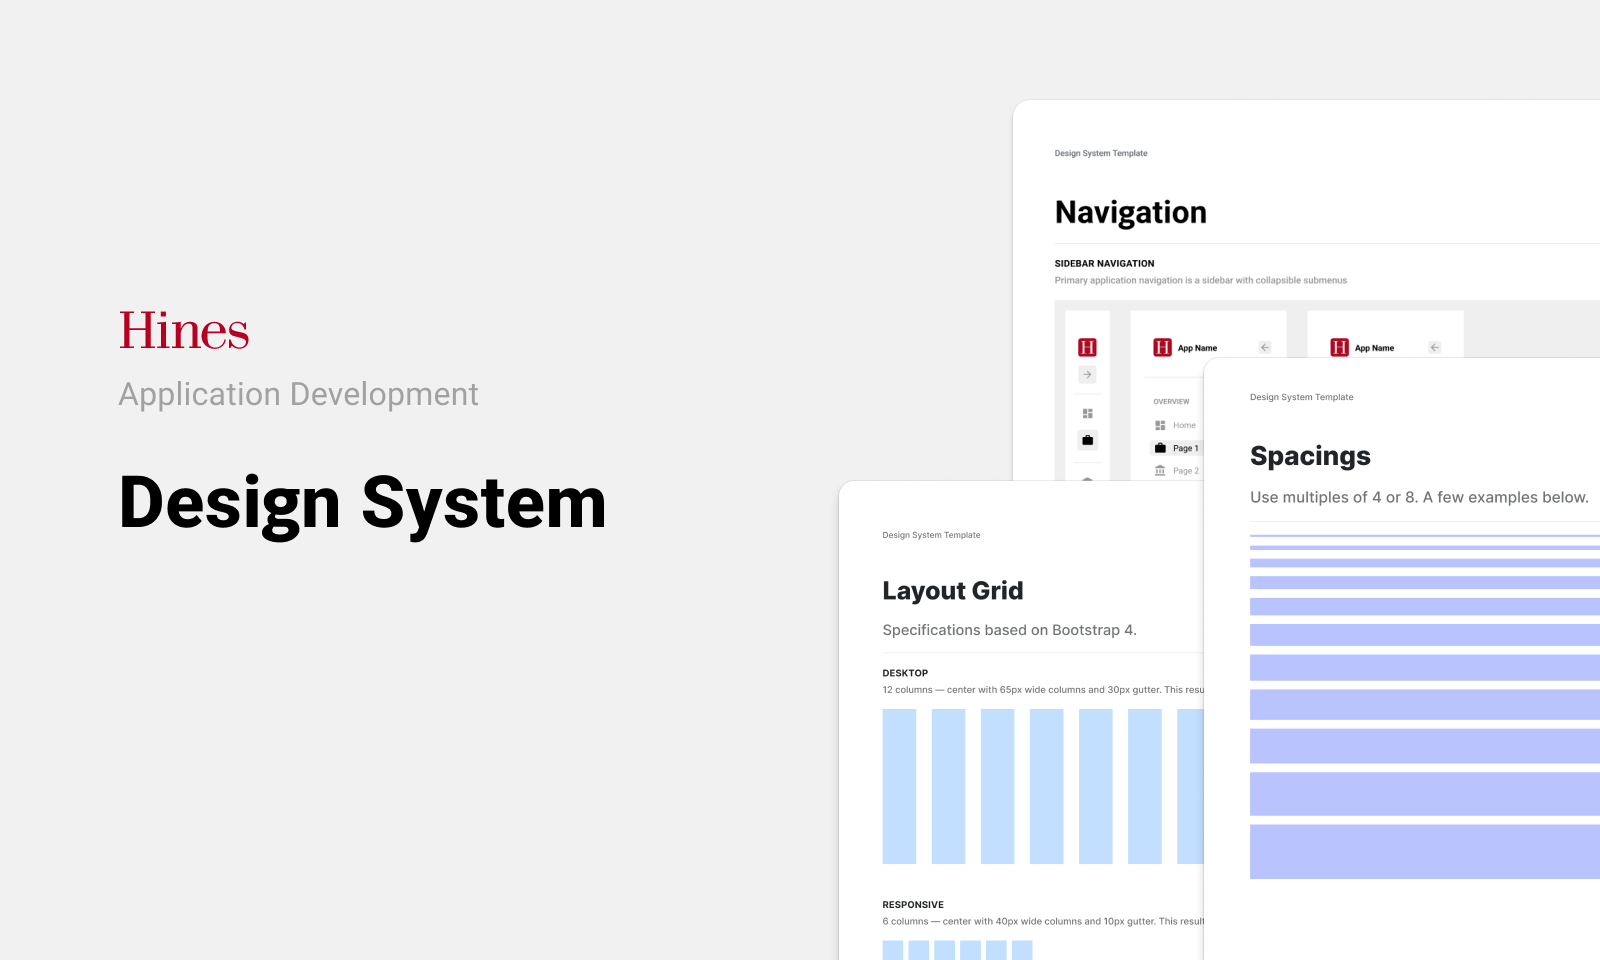 Hines
Application Development
Design System
Design System Template
Navigation
SIDEBAR NAVIGATION
Primary application navigation is a sidebar with collapsible submenus
H
H
App Name
H
App Name
OVERVIEW
Home
Page 1
Page 2
Design System Template
Layout Grid
Specifications based on Bootstrap 4.
DESKTOP
12 columns — center with 65px wide columns and 30px gutter. This resu
RESPONSIVE
6 columns — center with 40px wide columns and 10px gutter. This result
Design System Template
Spacings
Use multiples of 4 or 8. A few examples below.